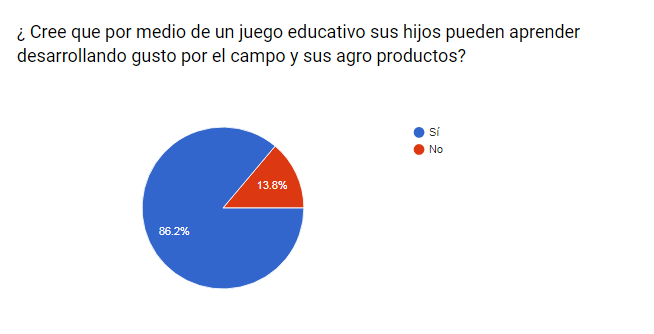 ¿ Cree que por medio de un juego educativo sus hijos pueden aprender
desarrollando gusto por el campo y sus agro productos?
Sí
No
13.8%
86.2%